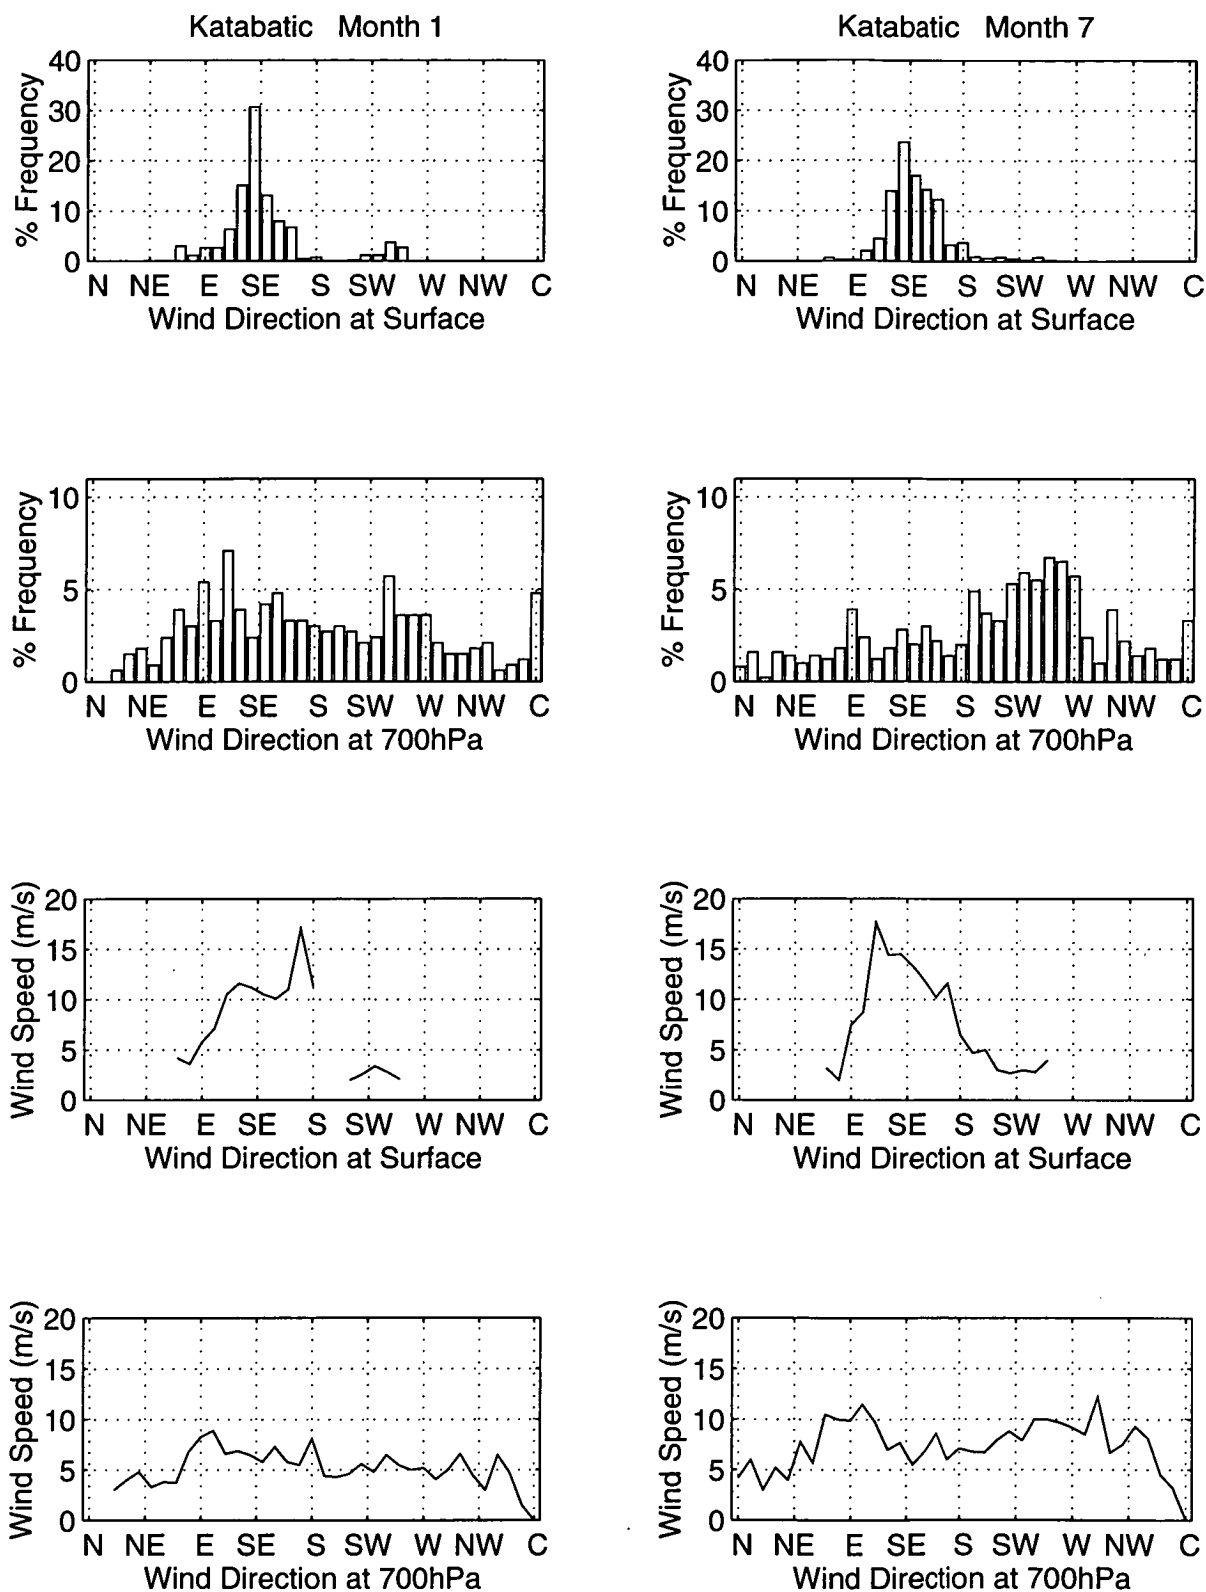 Katabatic Month 1
% Frequency
40
30
20
10
0
N NE E SE S SW W NW C
Wind Direction at Surface
Katabatic Month 7
% Frequency
40
30
20
10
0
N NE E SE S SW W NW C
Wind Direction at Surface
% Frequency
10
5
0
N NE E SE S SW W NW C
Wind Direction at 700hPa
% Frequency
10
5
0
N NE E SE S SW W NW C
Wind Direction at 700hPa
Wind Speed (m/s)
20
15
10
5
0
N NE E SE S SW W NW C
Wind Direction at Surface
Wind Speed (m/s)
20
15
10
5
0
N NE E SE S SW W NW C
Wind Direction at Surface
Wind Speed (m/s)
20
15
10
5
0
N NE E SE S SW W NW C
Wind Direction at 700hPa
Wind Speed (m/s)
20
15
10
5
0
N NE E SE S SW W NW C
Wind Direction at 700hPa